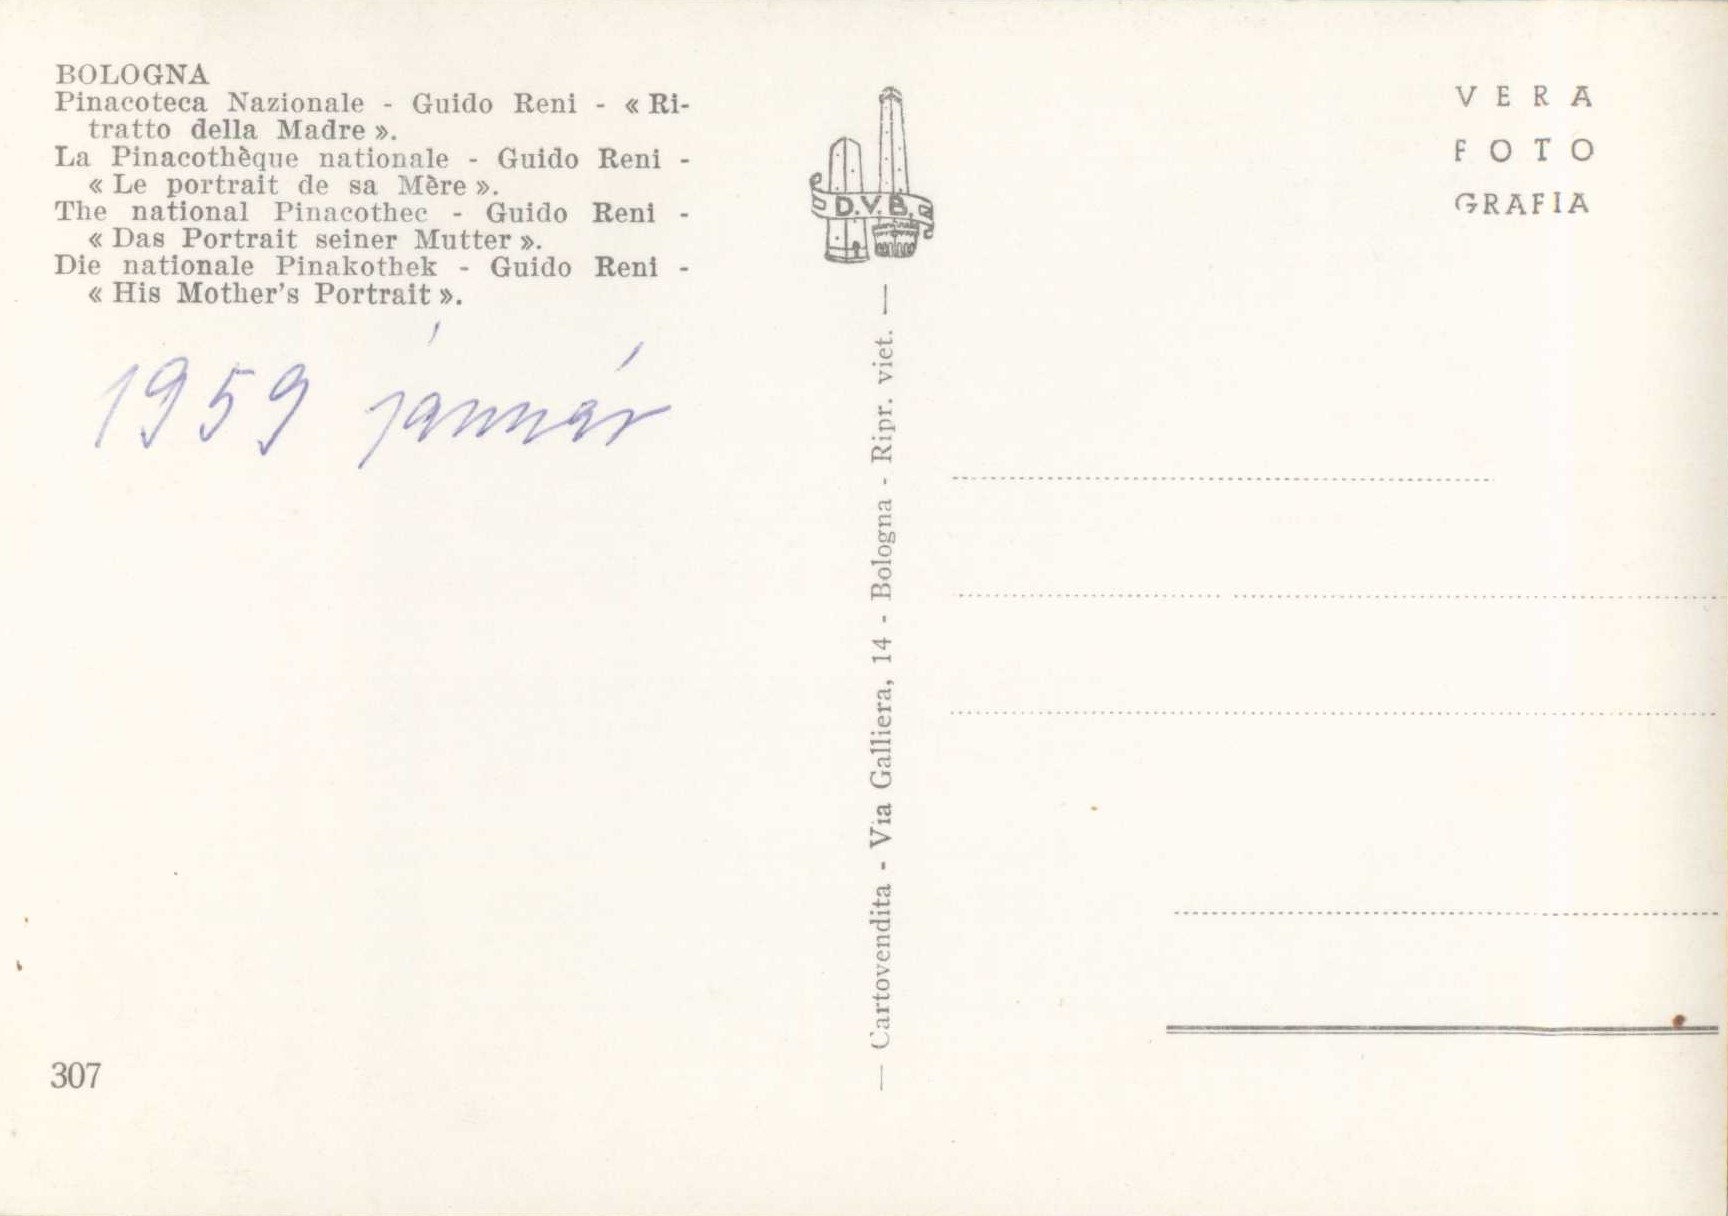 BOLOGNA
Pinacoteca Nazionale - Guido Reni - « Ri-
tratto della Madre ».
La Pinacothèque nationale - Guido Reni -
« Le portrait de sa Mère ».
The national Pinacothec - Guido Reni -
« Das Portrait seiner Mutter ».
Die nationale Pinakothek - Guido Reni -
« His Mother's Portrait ».
1959 január
307
D.V.B.
— Cartovendita - Via Galliera, 14 - Bologna - Ripr. viet. —
VERA
FOTO
GRAFIA